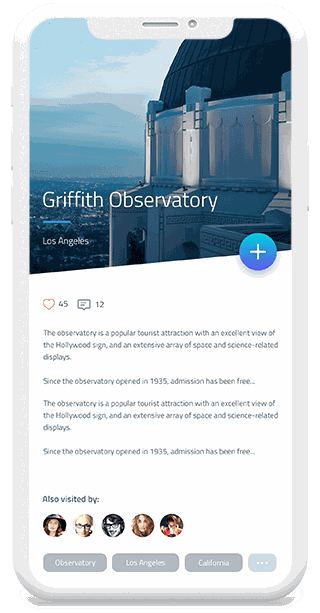 Griffith Observatory
Los Angeles
45 12
The observatory is a popular tourist attraction with an excellent view of
the Hollywood sign, and an extensive array of space and science-related
displays.
Since the observatory opened in 1935, admission has been free...
The observatory is a popular tourist attraction with an excellent view of
the Hollywood sign, and an extensive array of space and science-related
displays.
Since the observatory opened in 1935, admission has been free...
Also visited by:
Observatory Los Angeles California